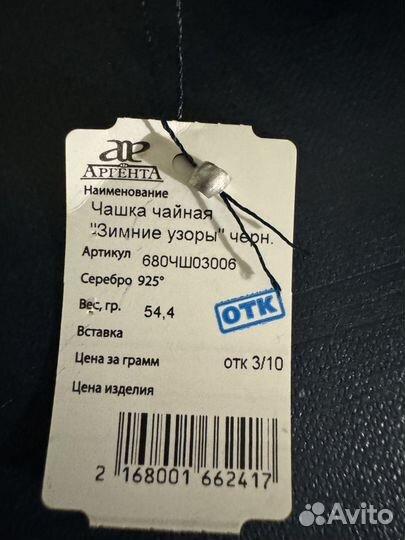 ае
АРГЕНТА
Наименование
Чашка чайная
"Зимние узоры" черн.
Артикул 680ЧШ03006
Серебро 925°
Вес, гр. 54,4
ОТК
Вставка
Цена за грамм отк 3/10
Цена изделия
2 168001 662417
Avito